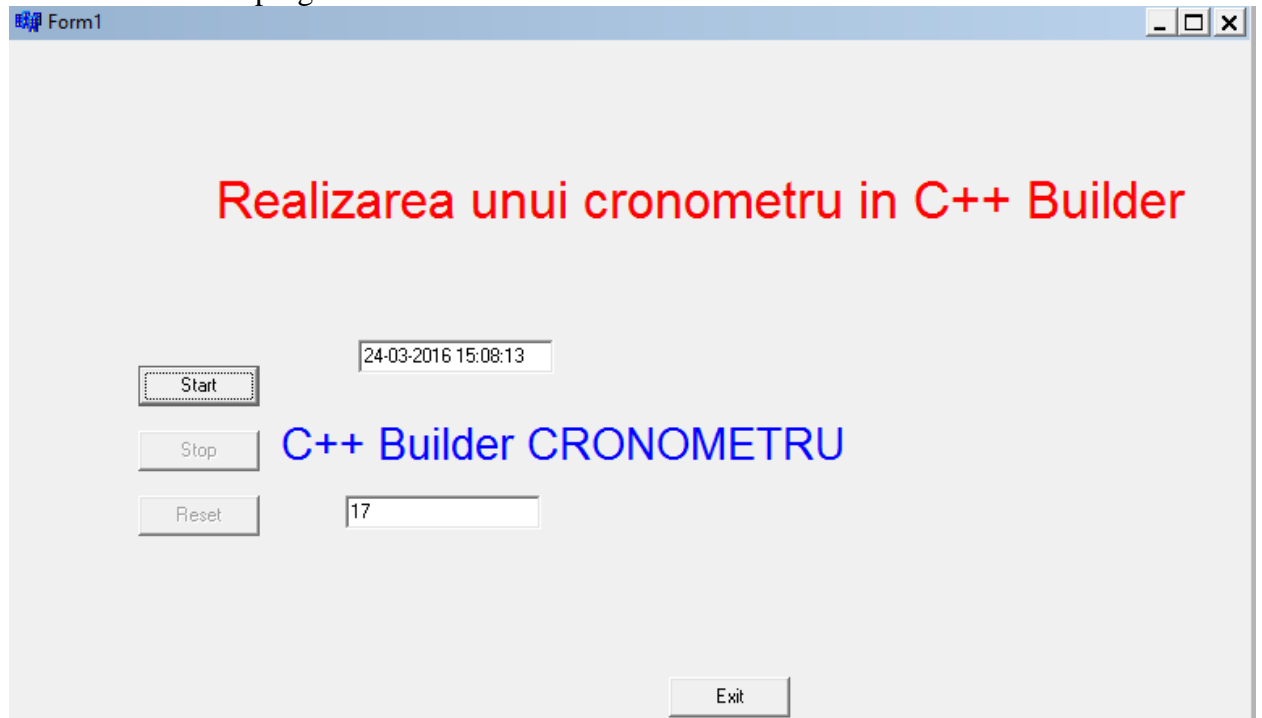 Form1
Realizarea unui cronometru in C++ Builder
24-03-2016 15:08:13
Start
Stop
C++ Builder CRONOMETRU
Reset
17
Exit